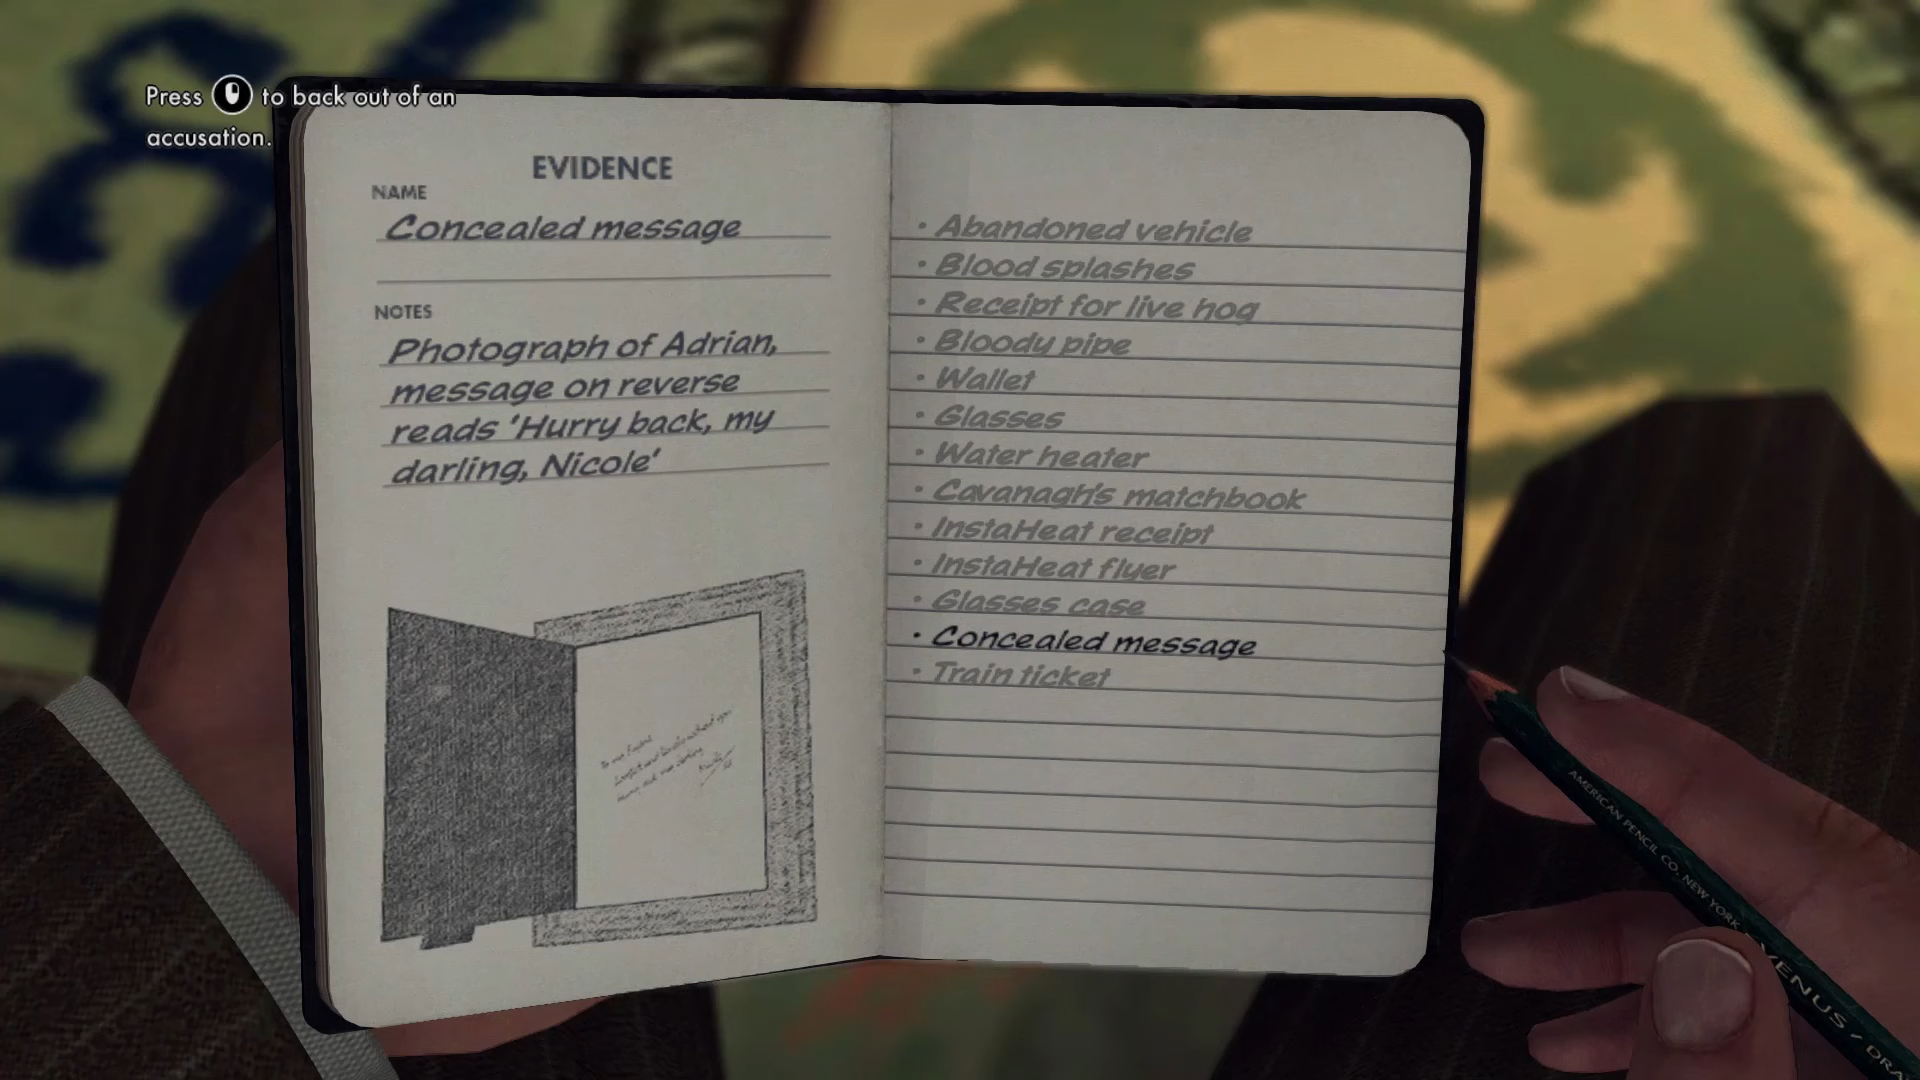 Press to back out of an
accusation.
EVIDENCE
NAME
Concealed message
NOTES
Photograph of Adrian,
message on reverse
reads 'Hurry back, my
darling, Nicole'
• Abandoned vehicle
• Blood splashes
• Receipt for live hog
• Bloody pipe
• Wallet
• Glasses
• Water heater
• Cavanagh's matchbook
• InstaHeat receipt
• InstaHeat flyer
• Glasses case
• Concealed message
• Train ticket
AMERICAN PENCIL CO. NEW YORK • VENUS